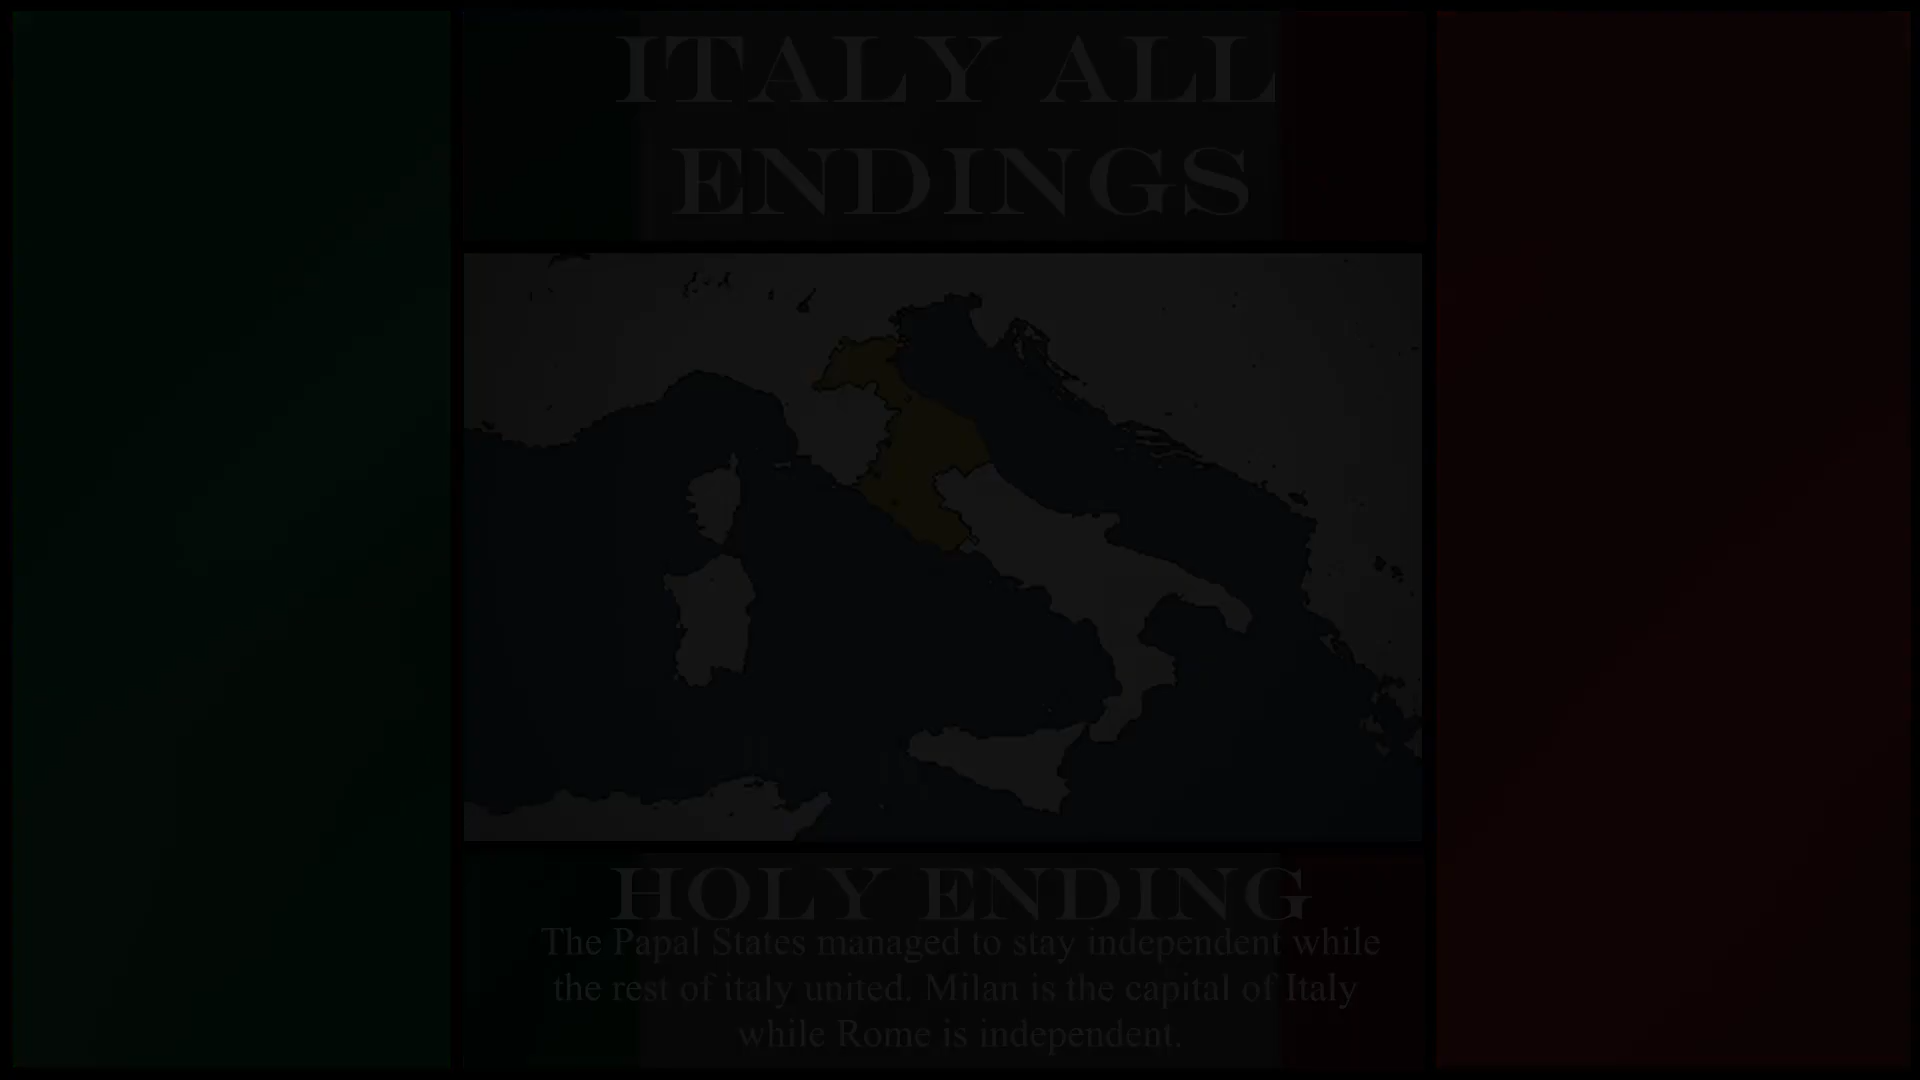 ITALY ALL
ENDINGS
HOLY ENDING
The Papal States managed to stay independent while
the rest of italy united. Milan is the capital of Italy
while Rome is independent.